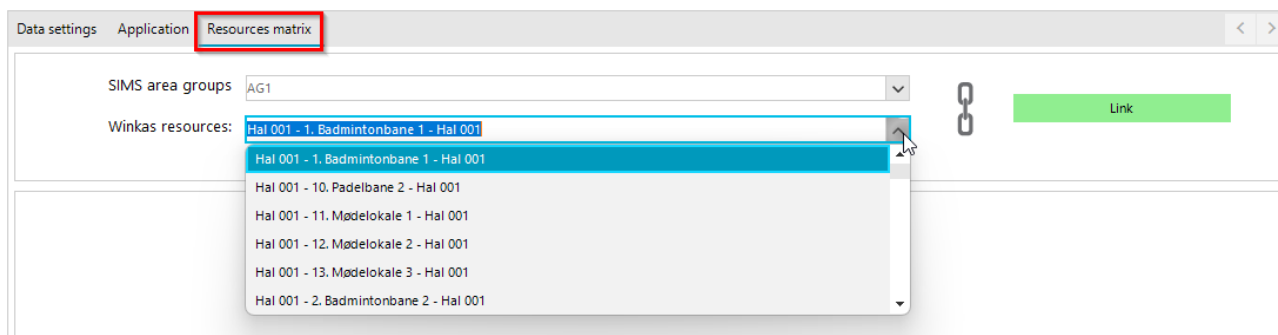 Data settings Application Resources matrix
SIMS area groups AG1
Link
Winkas resources: Hal 001 - 1. Badmintonbane 1 - Hal 001
Hal 001 - 1. Badmintonbane 1 - Hal 001
Hal 001 - 10. Padelbane 2 - Hal 001
Hal 001 - 11. Mødelokale 1 - Hal 001
Hal 001 - 12. Mødelokale 2 - Hal 001
Hal 001 - 13. Mødelokale 3 - Hal 001
Hal 001 - 2. Badmintonbane 2 - Hal 001